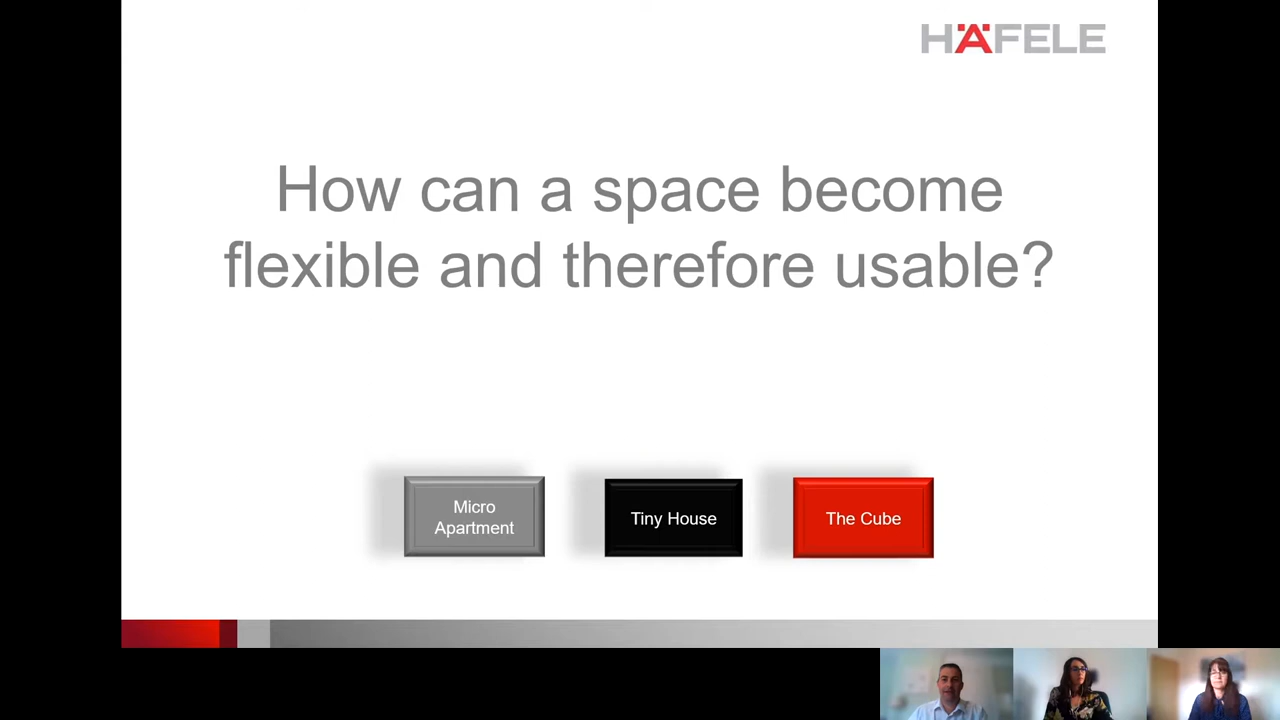 HÄFELE
How can a space become
flexible and therefore usable?
Micro
Apartment
Tiny House
The Cube